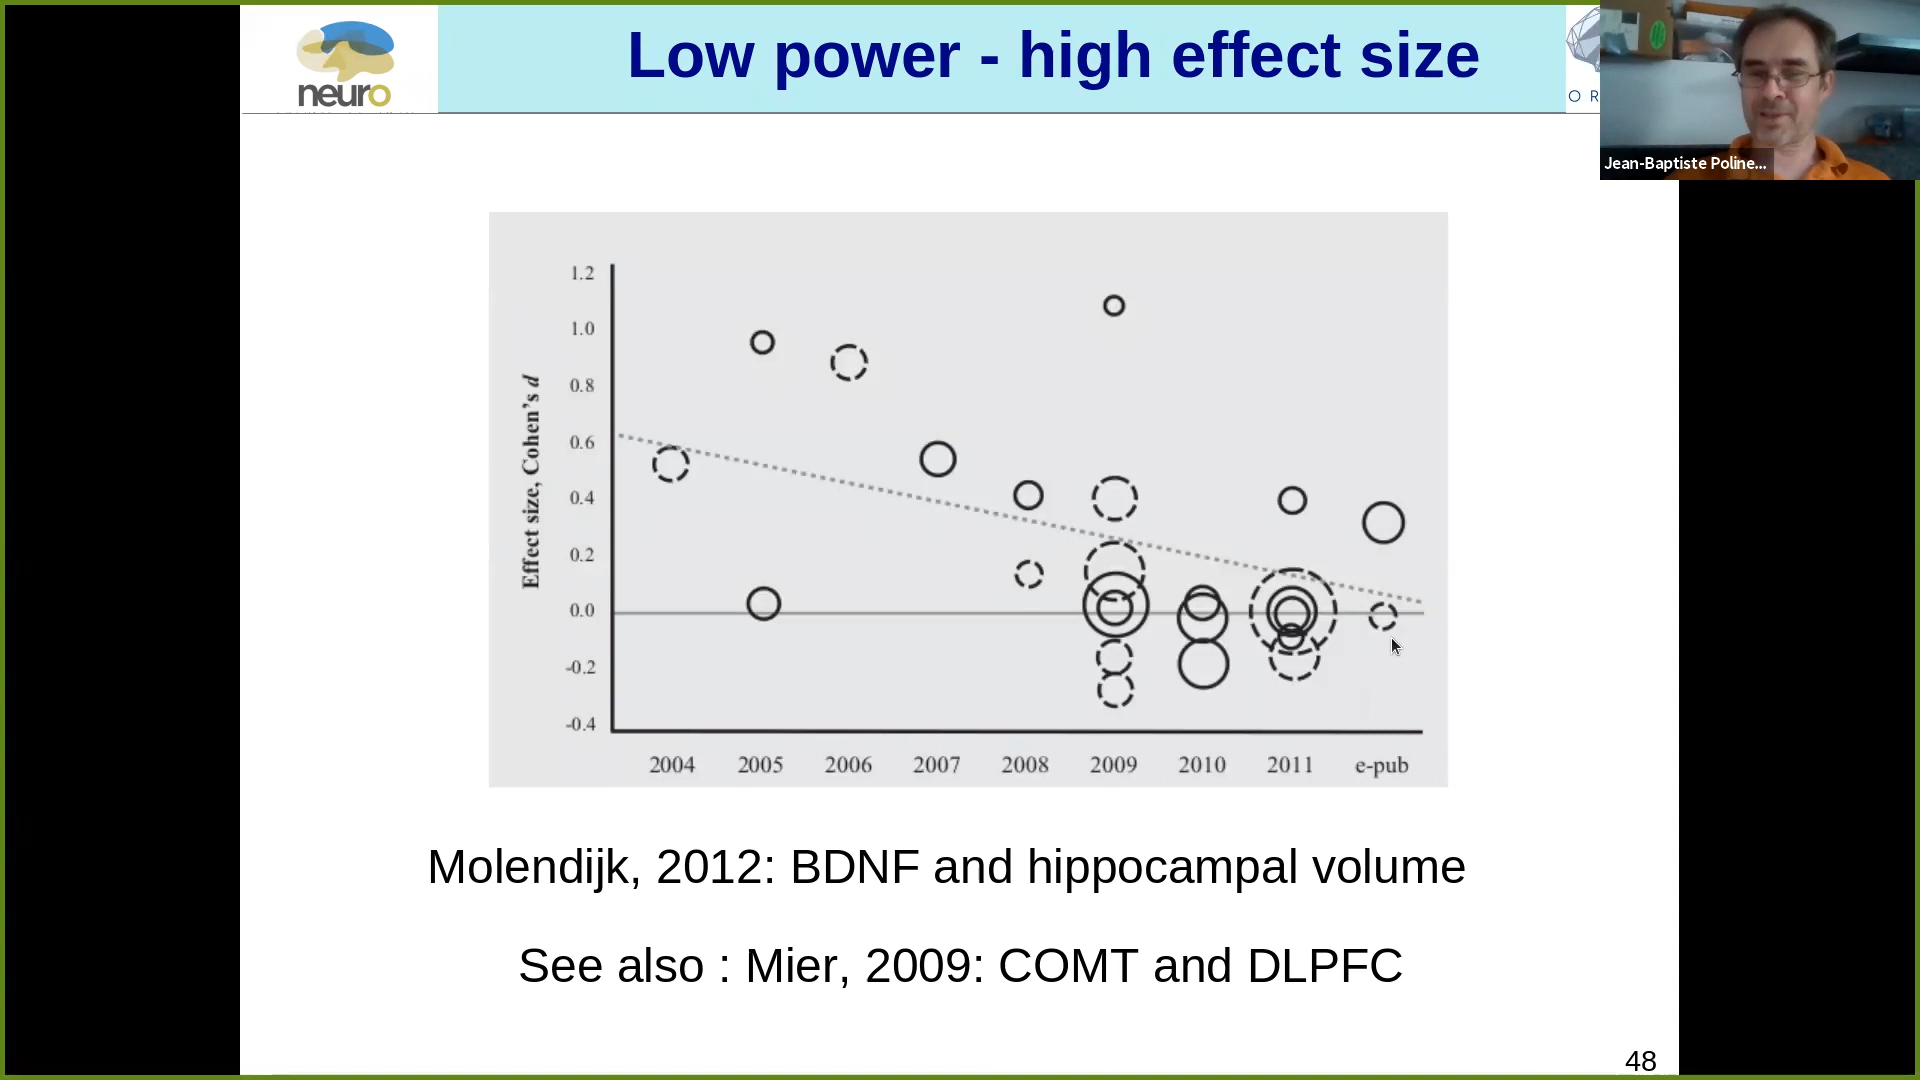 neuro
Low power - high effect size
O R
Jean-Baptiste Poline...
Effect size, Cohen's d
1.2
1.0
0.8
0.6
0.4
0.2
0.0
-0.2
-0.4
2004 2005 2006 2007 2008 2009 2010 2011 e-pub
Molendijk, 2012: BDNF and hippocampal volume
See also : Mier, 2009: COMT and DLPFC
48